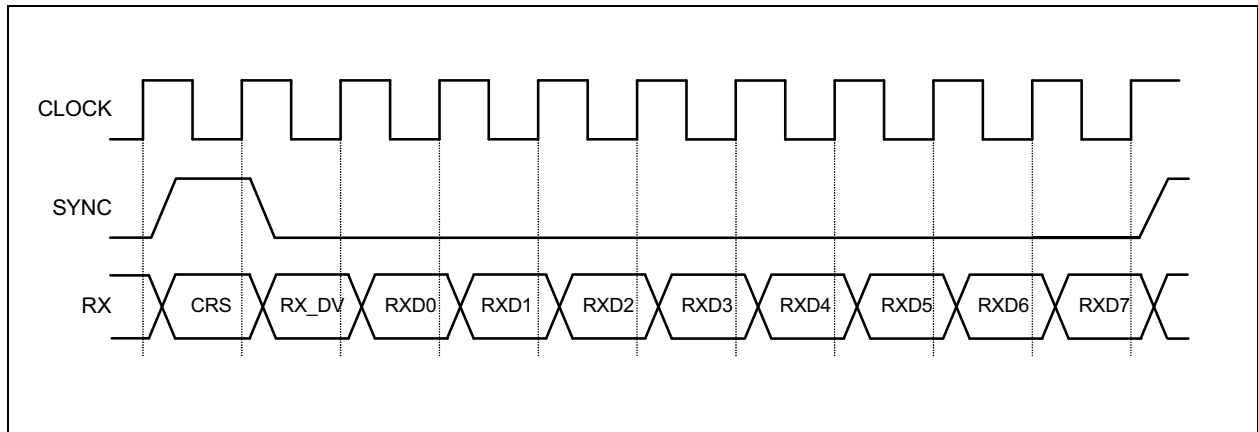 CLOCK
SYNC
RX CRS RX_DV RXD0 RXD1 RXD2 RXD3 RXD4 RXD5 RXD6 RXD7